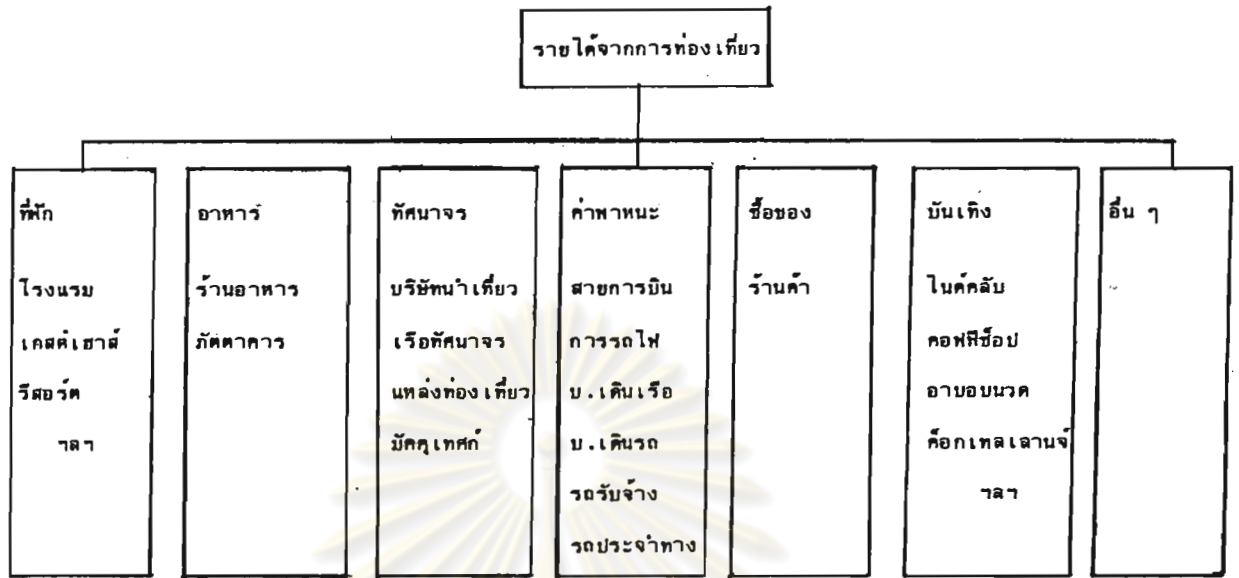 รายได้จากการท่องเที่ยว
ที่พัก
โรงแรม
เกสต์เฮาส์
รีสอร์ต
ฯลฯ
อาหาร
ร้านอาหาร
ภัตตาคาร
ทัศนาจร
บริษัทนำเที่ยว
เรือทัศนาจร
แหล่งท่องเที่ยว
มัคคุเทศก์
ค่าพาหนะ
สายการบิน
การรถไฟ
บ.เดินเรือ
บ.เดินรถ
รถรับจ้าง
รถประจำทาง
ซื้อของ
ร้านค้า
บันเทิง
ไนต์คลับ
คอฟฟี่ช็อป
อาบอบนวด
ค็อกเทลเลานจ์
ฯลฯ
อื่น ๆ